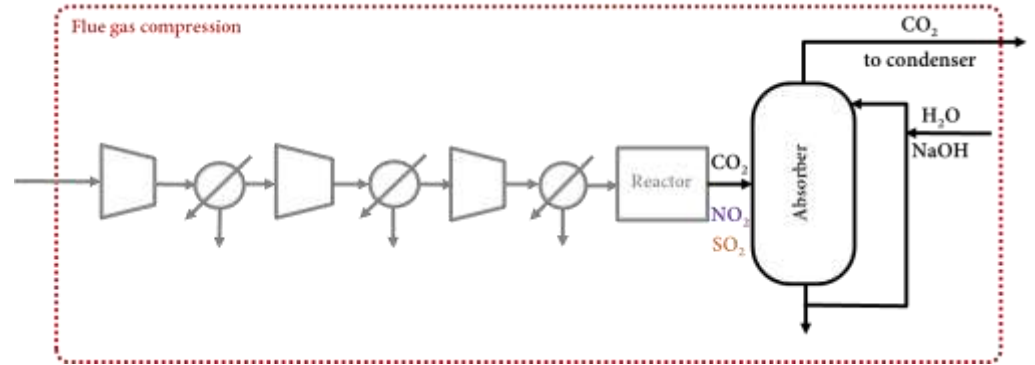 Flue gas compression
CO₂
to condenser
H₂O
NaOH
Reactor
CO₂
NO₂
SO₂
Absorber